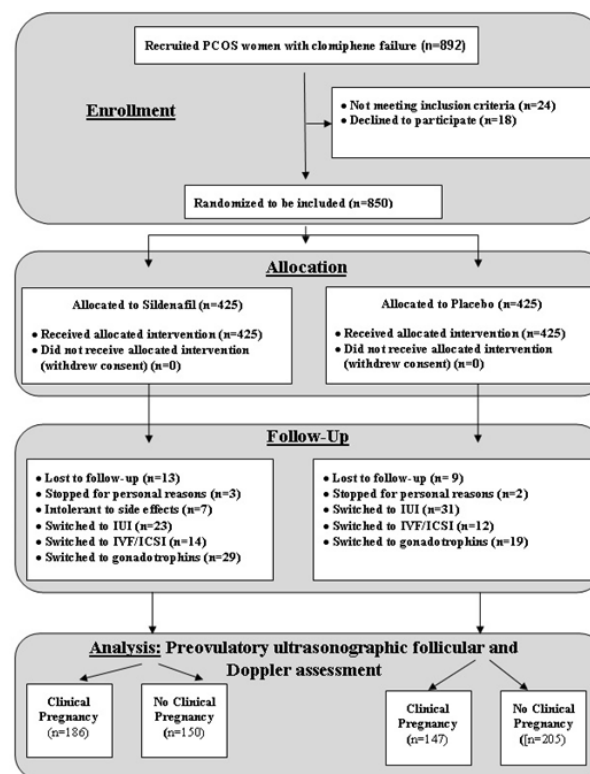 Recruited PCOS women with clomiphene failure (n=892)
Enrollment
• Not meeting inclusion criteria (n=24)
• Declined to participate (n=18)
Randomized to be included (n=850)
Allocation
Allocated to Sildenafil (n=425)
• Received allocated intervention (n=425)
• Did not receive allocated intervention
(withdrew consent) (n=0)
Allocated to Placebo (n=425)
• Received allocated intervention (n=425)
• Did not receive allocated intervention
(withdrew consent) (n=0)
Follow-Up
• Lost to follow-up (n=13)
• Stopped for personal reasons (n=3)
• Intolerant to side effects (n=7)
• Switched to IUI (n=23)
• Switched to IVF/ICSI (n=14)
• Switched to gonadotrophins (n=29)
• Lost to follow-up (n= 9)
• Stopped for personal reasons (n=2)
• Switched to IUI (n=31)
• Switched to IVF/ICSI (n=12)
• Switched to gonadotrophins (n=19)
Analysis: Preovulatory ultrasonographic follicular and
Doppler assessment
Clinical
Pregnancy
(n=186)
No Clinical
Pregnancy
(n=150)
Clinical
Pregnancy
(n=147)
No Clinical
Pregnancy
([n=205)